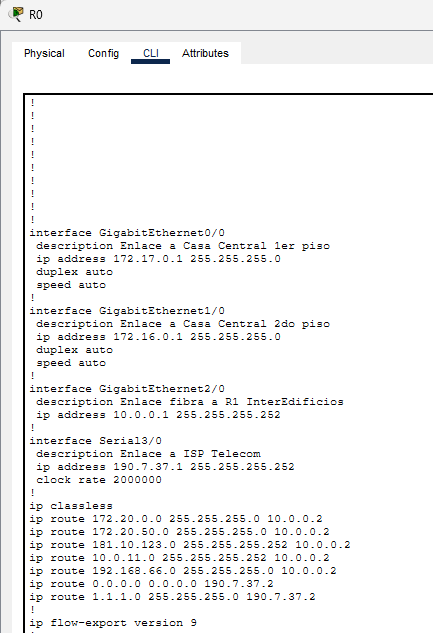 R0
Physical Config CLI Attributes
!
!
!
!
!
!
!
!
!
!
interface GigabitEthernet0/0
description Enlace a Casa Central 1er piso
ip address 172.17.0.1 255.255.255.0
duplex auto
speed auto
!
interface GigabitEthernet1/0
description Enlace a Casa Central 2do piso
ip address 172.16.0.1 255.255.255.0
duplex auto
speed auto
!
interface GigabitEthernet2/0
description Enlace fibra a R1 InterEdificios
ip address 10.0.0.1 255.255.255.252
!
interface Serial3/0
description Enlace a ISP Telecom
ip address 190.7.37.1 255.255.255.252
clock rate 2000000
!
ip classless
ip route 172.20.0.0 255.255.255.0 10.0.0.2
ip route 172.20.50.0 255.255.255.0 10.0.0.2
ip route 181.10.123.0 255.255.255.252 10.0.0.2
ip route 10.0.11.0 255.255.255.252 10.0.0.2
ip route 192.168.66.0 255.255.255.0 10.0.0.2
ip route 0.0.0.0 0.0.0.0 190.7.37.2
ip route 1.1.1.0 255.255.255.0 190.7.37.2
!
ip flow-export version 9